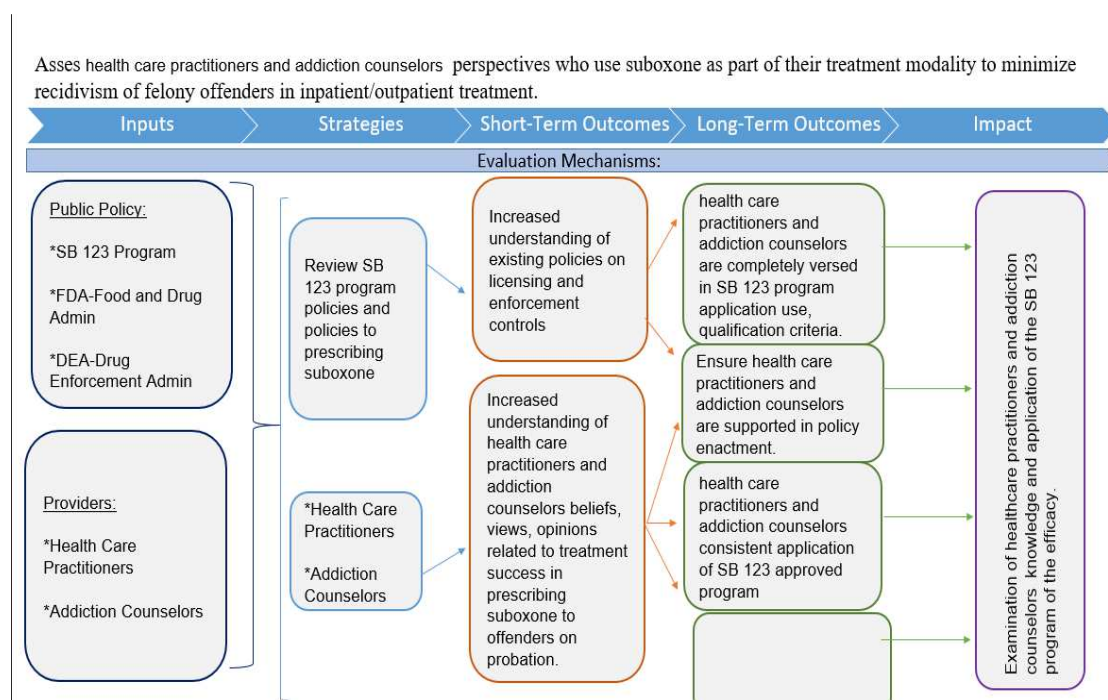 Asses health care practitioners and addiction counselors perspectives who use suboxone as part of their treatment modality to minimize
recidivism of felony offenders in inpatient/outpatient treatment.
Inputs
Strategies
Short-Term Outcomes
Long-Term Outcomes
Impact
Evaluation Mechanisms:
Public Policy:
*SB 123 Program
*FDA-Food and Drug
Admin
*DEA-Drug
Enforcement Admin
Providers:
*Health Care
Practitioners
*Addiction Counselors
Review SB
123 program
policies and
policies to
prescribing
suboxone
*Health Care
Practitioners
*Addiction
Counselors
Increased
understanding of
existing policies on
licensing and
enforcement
controls
Increased
understanding of
health care
practitioners and
addiction
counselors beliefs,
views, opinions
related to treatment
success in
prescribing
suboxone to
offenders on
probation.
health care
practitioners and
addiction counselors
are completely versed
in SB 123 program
application use,
qualification criteria.
Ensure health care
practitioners and
addiction counselors
are supported in policy
enactment.
health care
practitioners and
addiction counselors
consistent application
of SB 123 approved
program
Examination of healthcare practitioners and addiction
counselors knowledge and application of the SB 123
program of the efficacy.